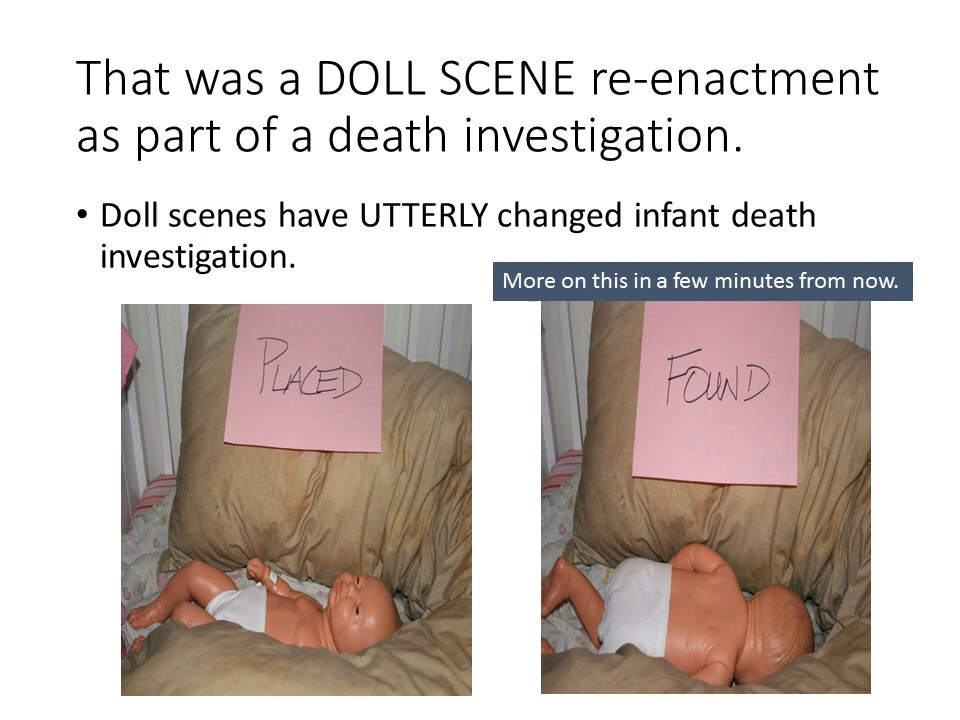 That was a DOLL SCENE re-enactment
as part of a death investigation.
• Doll scenes have UTTERLY changed infant death
investigation.
More on this in a few minutes from now.
PLACED
FOUND